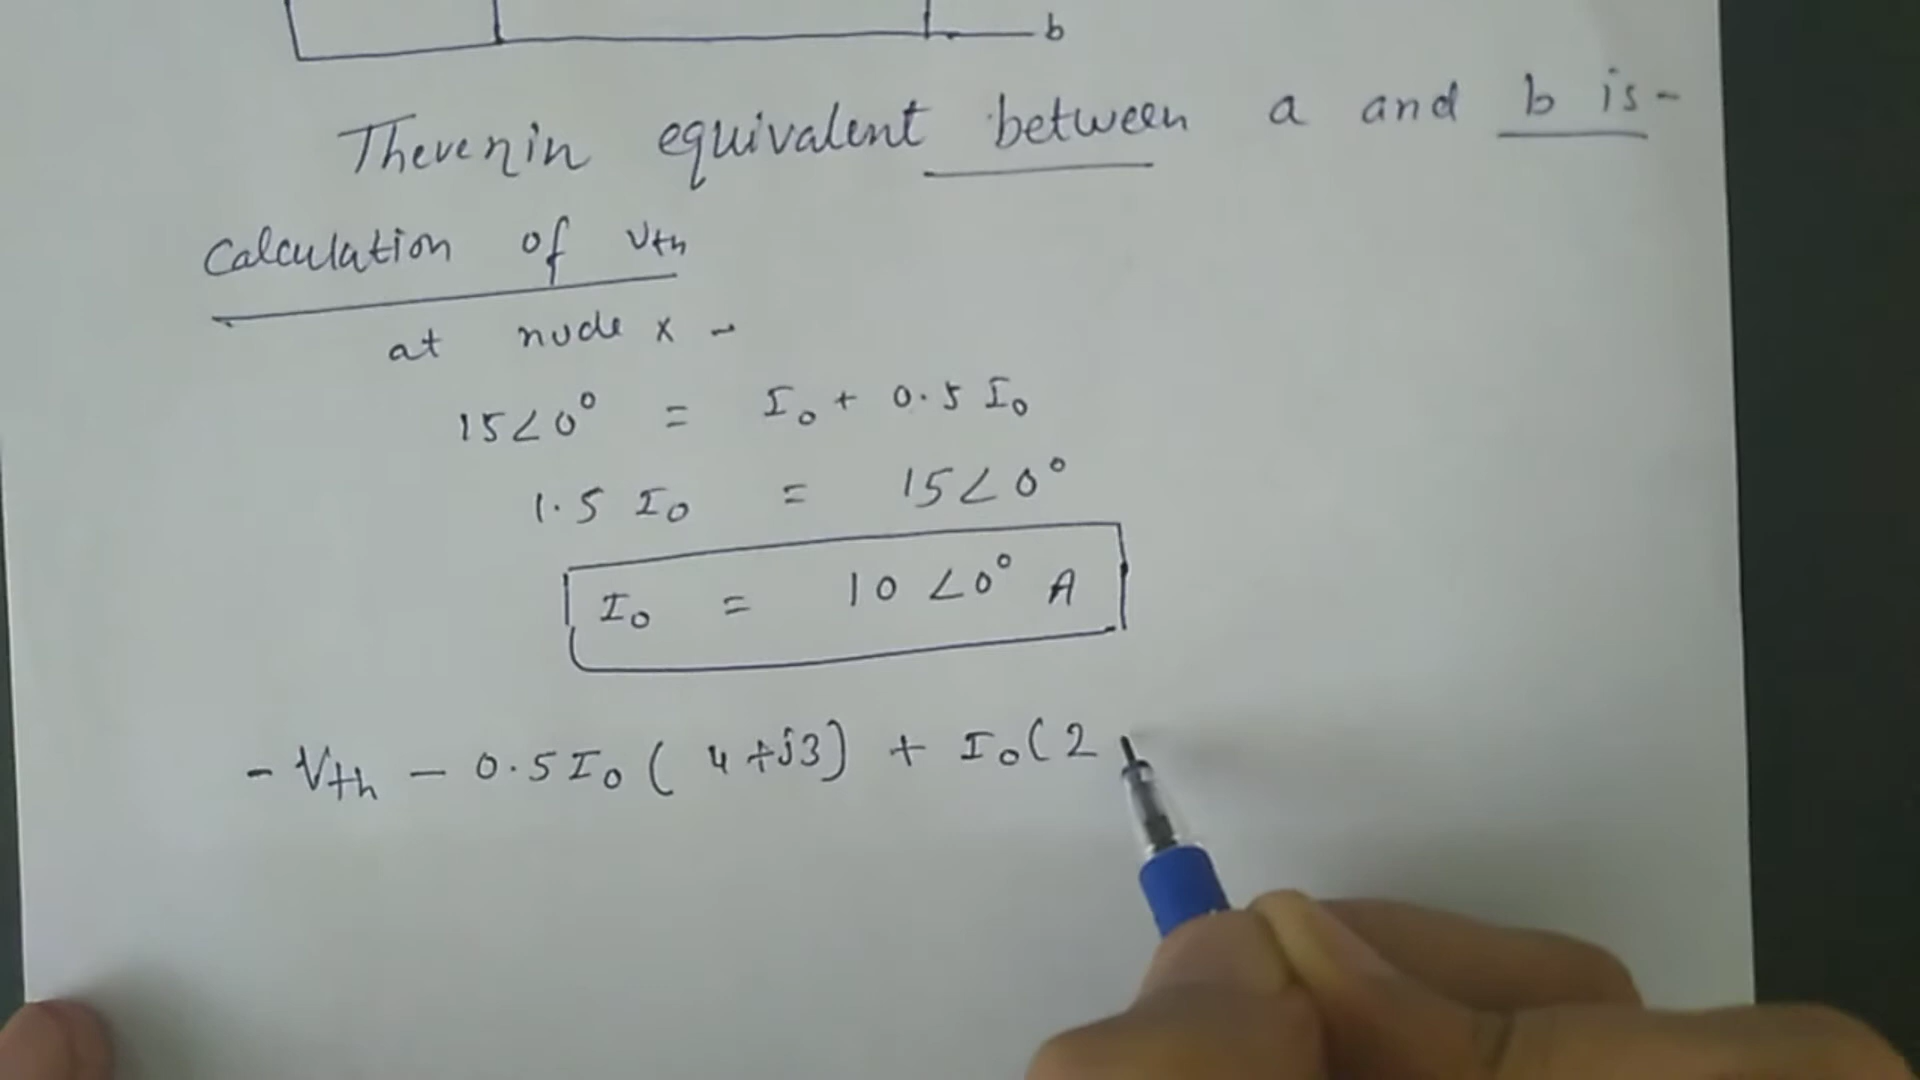 b
Thevenin equivalent between a and b is-
Calculation of Vth
at node x -
15∠0° = I₀ + 0.5 I₀
1.5 I₀ = 15∠0°
I₀ = 10∠0° A
- Vth - 0.5 I₀ ( 4 + j3) + I₀ ( 2